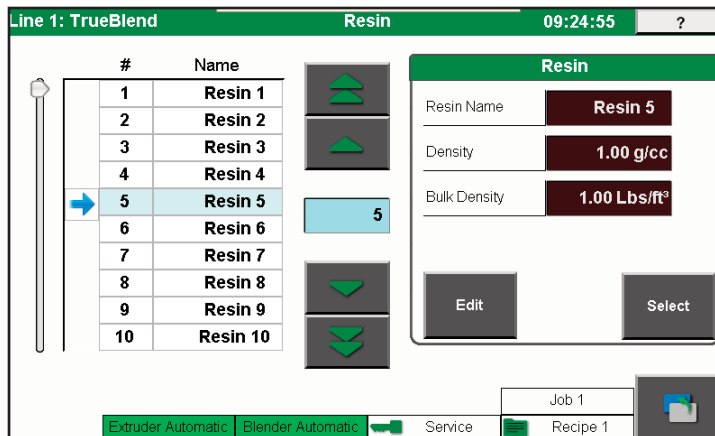 Line 1: TrueBlend Resin 09:24:55 ?
# Name
1 Resin 1
2 Resin 2
3 Resin 3
4 Resin 4
5 Resin 5
6 Resin 6
7 Resin 7
8 Resin 8
9 Resin 9
10 Resin 10
5
Resin
Resin Name Resin 5
Density 1.00 g/cc
Bulk Density 1.00 Lbs/ft³
Edit Select
Job 1
Extruder Automatic Blender Automatic Service Recipe 1